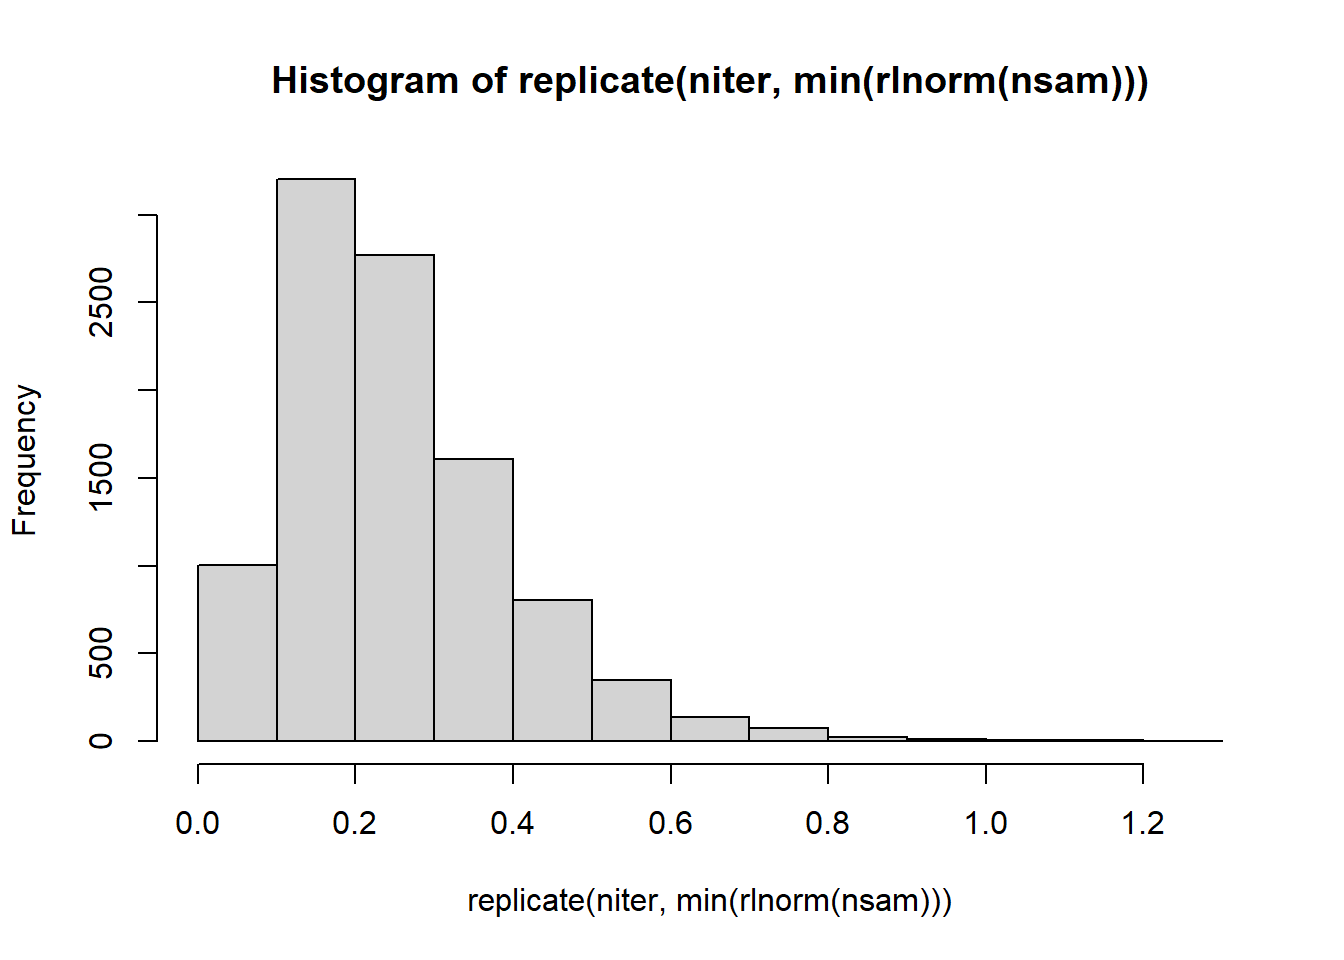 Histogram of replicate(niter, min(rlnorm(nsam)))
Frequency
2500
1500
500
0
0.0 0.2 0.4 0.6 0.8 1.0 1.2
replicate(niter, min(rlnorm(nsam)))